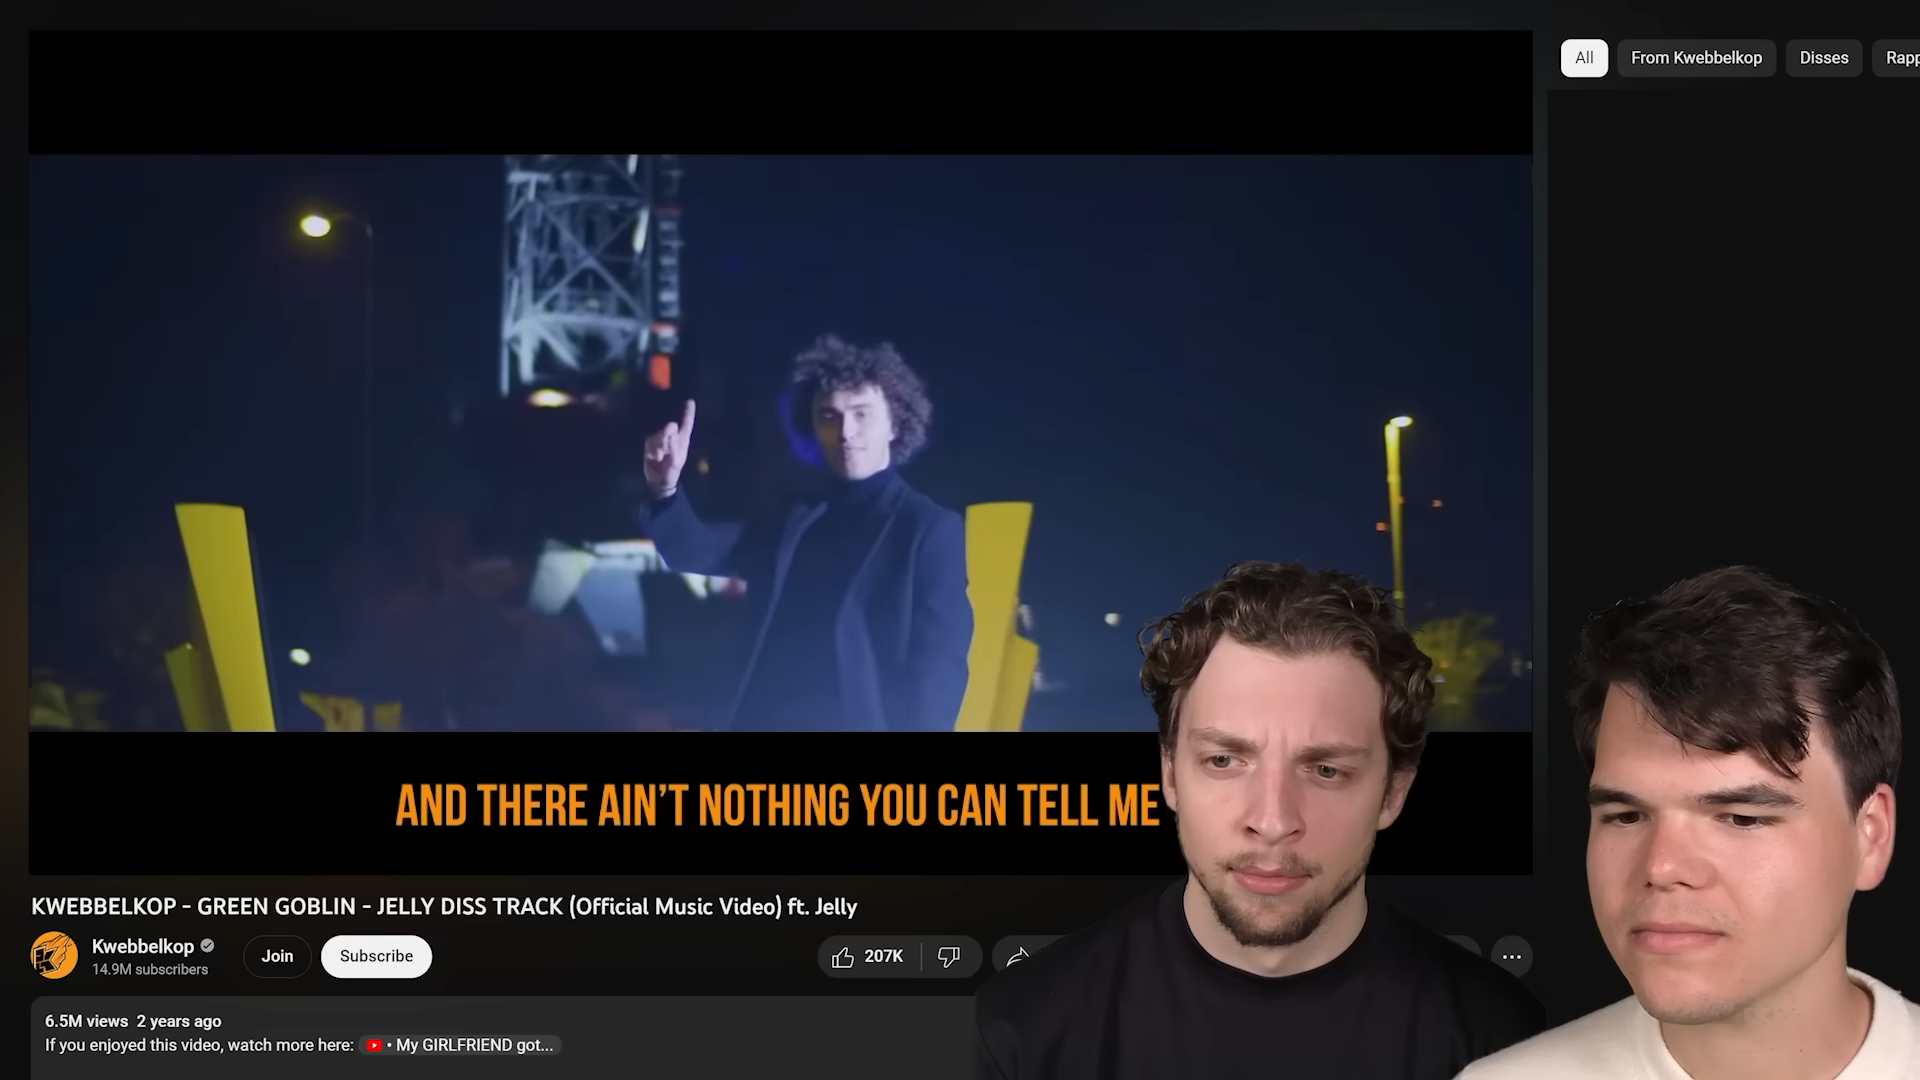 All
From Kwebbelkop
Disses
Rapp
AND THERE AIN'T NOTHING YOU CAN TELL ME
KWEBBELKOP - GREEN GOBLIN - JELLY DISS TRACK (Official Music Video) ft. Jelly
Kwebbelkop
14.9M subscribers
Join
Subscribe
207K
6.5M views 2 years ago
If you enjoyed this video, watch more here: • My GIRLFRIEND got...